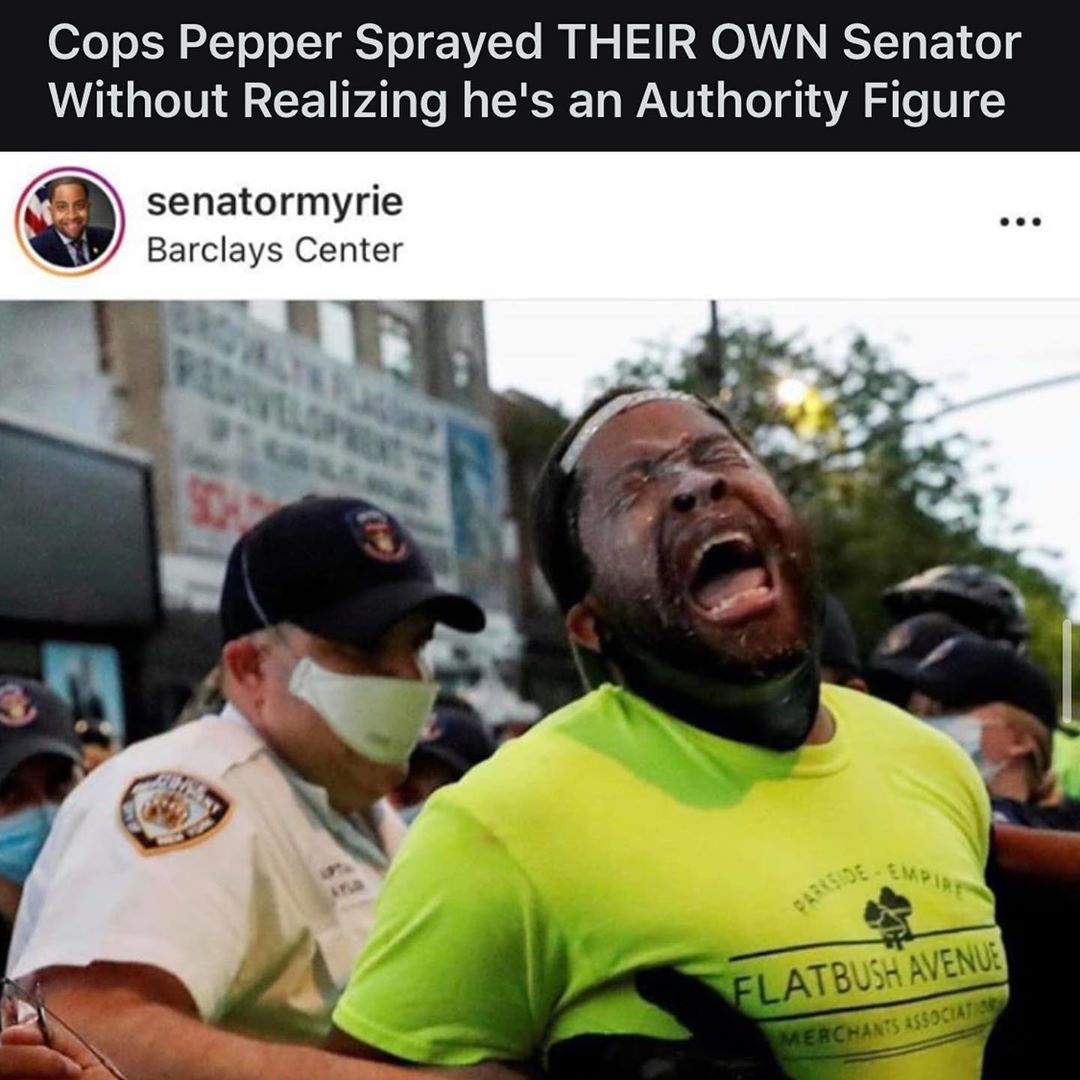 Cops Pepper Sprayed THEIR OWN Senator
Without Realizing he's an Authority Figure
senatormyrie
Barclays Center
REDEVELOPMENT
PARKSIDE - EMPIRE
FLATBUSH AVENUE
MERCHANTS ASSOCIATION